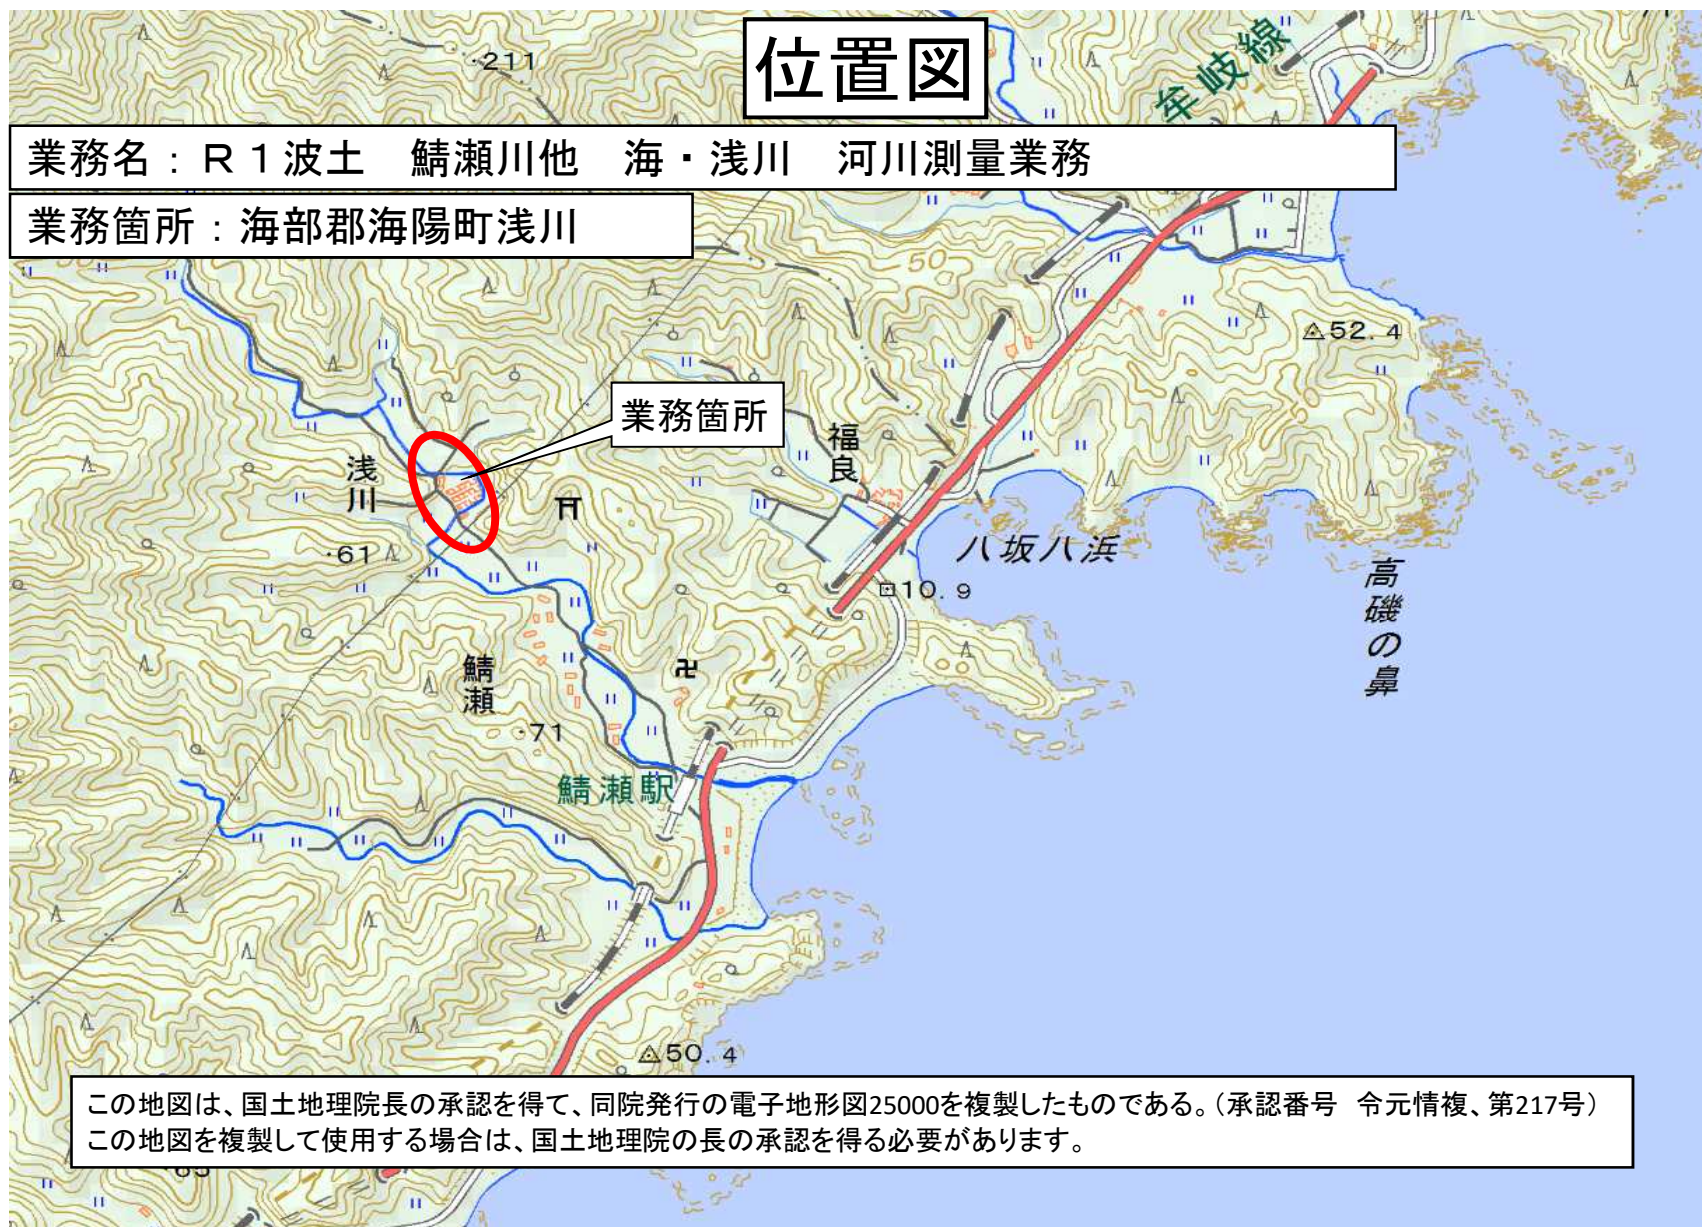 位置図
業務名：Ｒ１波土　鯖瀬川他　海・浅川　河川測量業務
業務箇所：海部郡海陽町浅川
牟岐線
·211
50
52.4
業務箇所
福良
浅川
·61
八坂八浜
10.9
高磯の鼻
鯖瀬
·71
鯖瀬駅
50.4
この地図は、国土地理院長の承認を得て、同院発行の電子地形図25000を複製したものである。（承認番号　令元情複、第217号）
この地図を複製して使用する場合は、国土地理院の長の承認を得る必要があります。